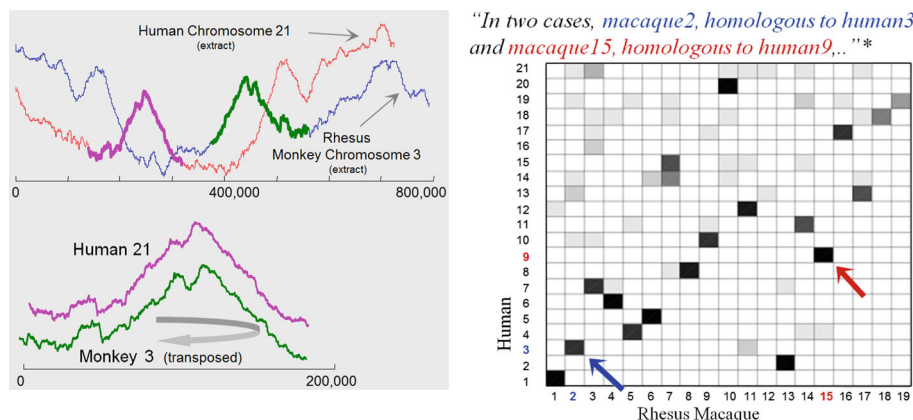 Human Chromosome 21
(extract)
Rhesus
Monkey Chromosome 3
(extract)
0
400,000
800,000
Human 21
Monkey 3 (transposed)
0
200,000
“In two cases, macaque2, homologous to human3
and macaque15, homologous to human9,..”*
21
20
19
18
17
16
15
14
13
12
11
10
9
8
7
6
5
4
3
2
1
Human
1 2 3 4 5 6 7 8 9 10 11 12 13 14 15 16 17 18 19
Rhesus Macaque